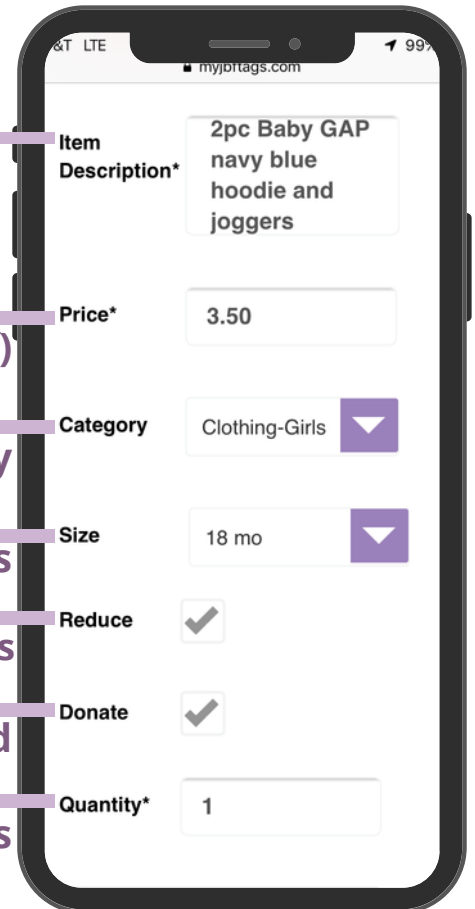 &T LTE 99%
myjbftags.com
Item
Description*
2pc Baby GAP
navy blue
hoodie and
joggers
Price* 3.50
)
Category Clothing-Girls
y
Size 18 mo
s
Reduce
s
Donate
d
Quantity* 1
s